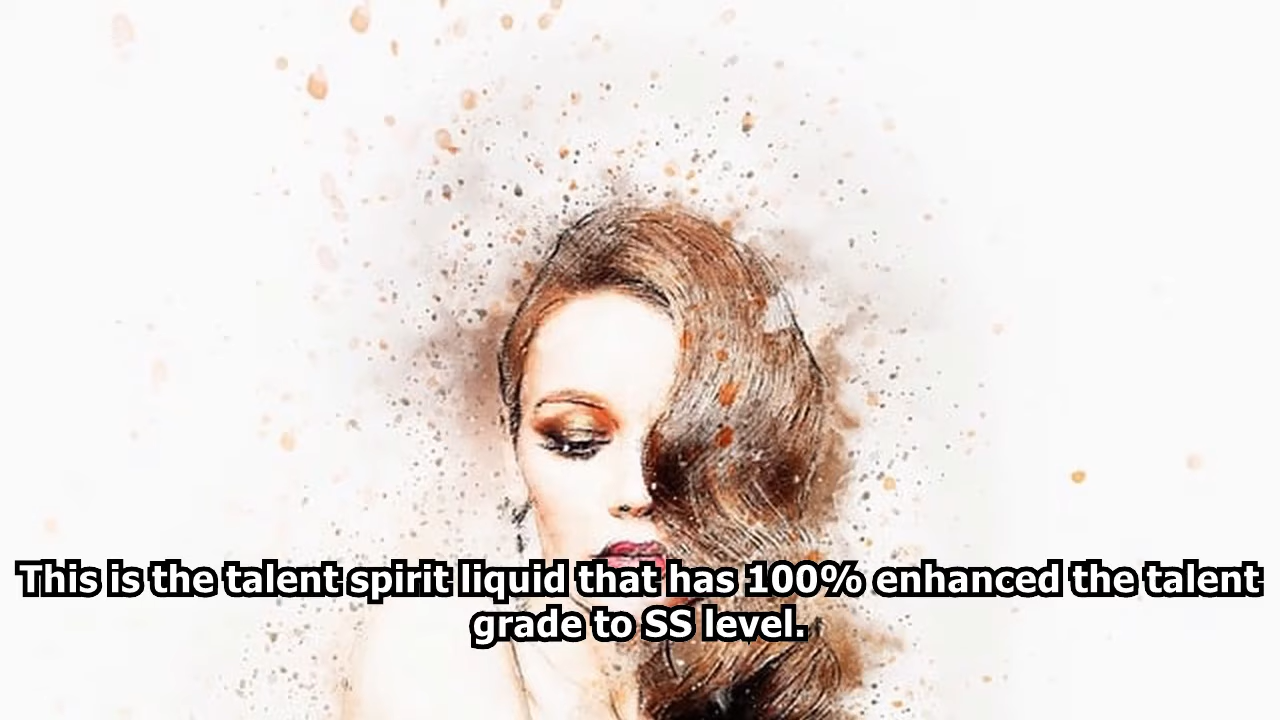 This is the talent spirit liquid that has 100% enhanced the talent
grade to SS level.